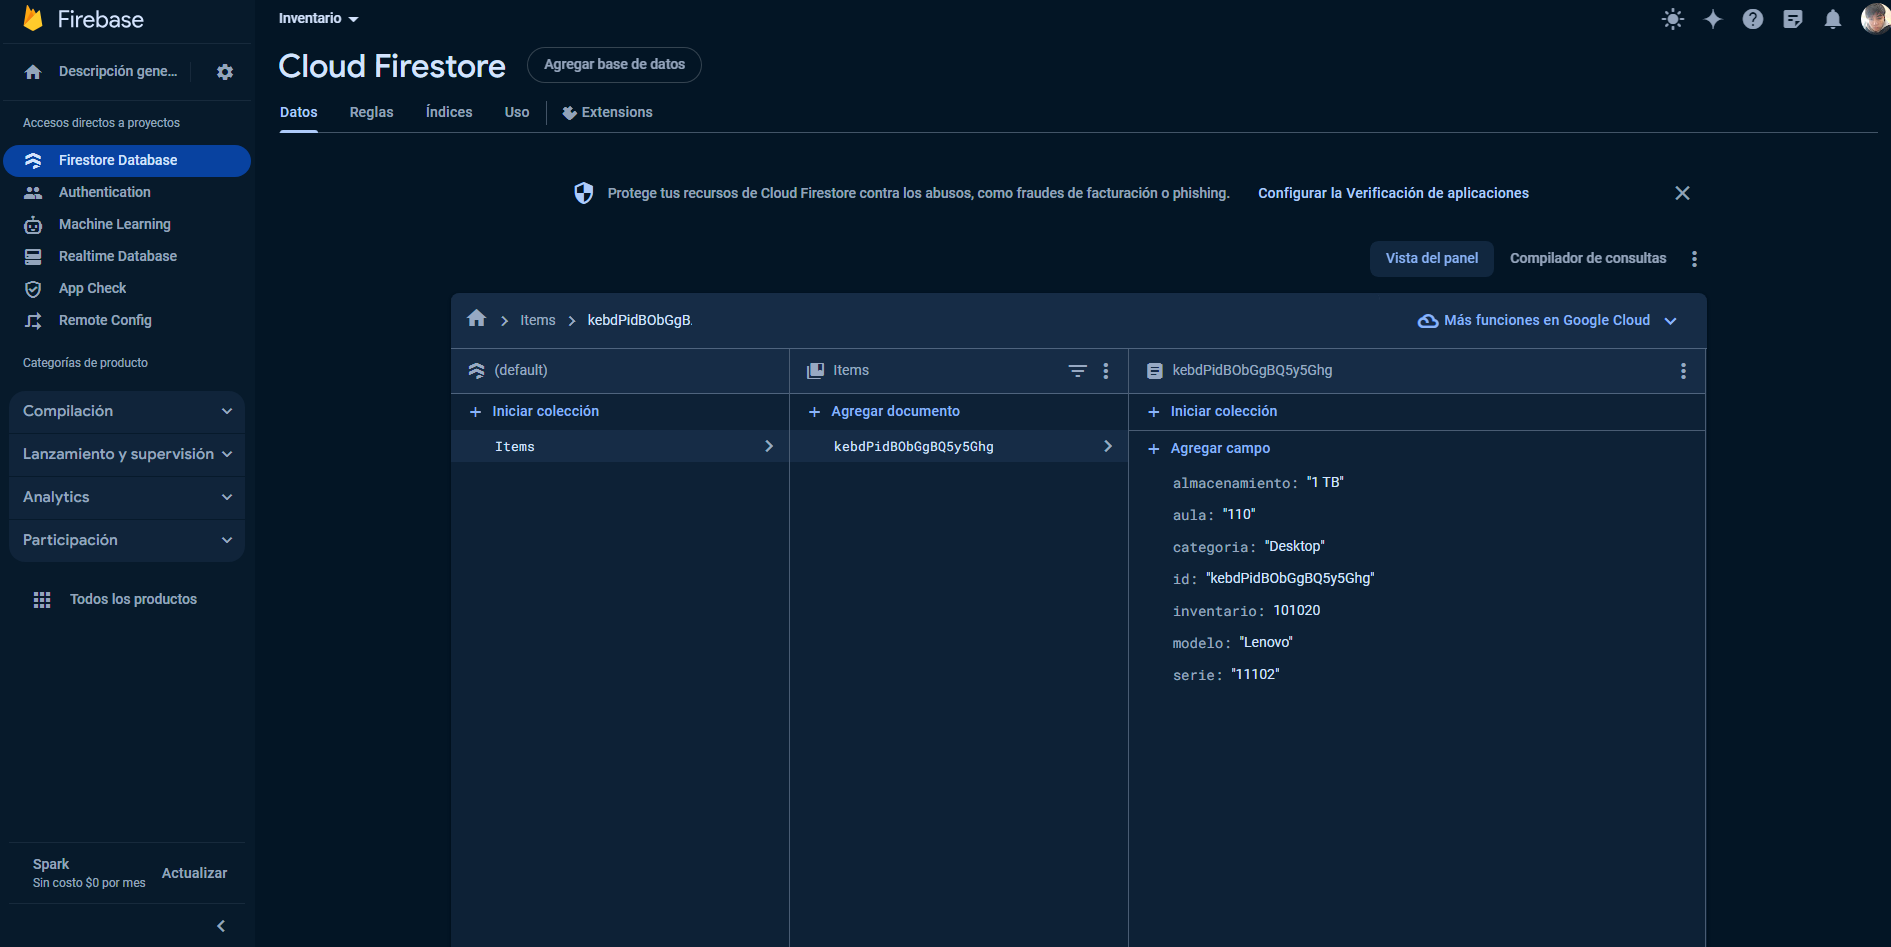 Firebase
Inventario
Descripción gene...
Cloud Firestore
Agregar base de datos
Datos
Reglas
Índices
Uso
Extensions
Accesos directos a proyectos
Firestore Database
Authentication
Machine Learning
Realtime Database
App Check
Remote Config
Categorías de producto
Compilación
Lanzamiento y supervisión
Analytics
Participación
Todos los productos
Spark
Sin costo $0 por mes
Actualizar
Protege tus recursos de Cloud Firestore contra los abusos, como fraudes de facturación o phishing.
Configurar la Verificación de aplicaciones
Vista del panel
Compilador de consultas
Items
kebdPidBObGgB.
Más funciones en Google Cloud
(default)
Items
kebdPidBObGgBQ5y5Ghg
Iniciar colección
Agregar documento
Iniciar colección
Items
kebdPidBObGgBQ5y5Ghg
Agregar campo
almacenamiento: "1 TB"
aula: "110"
categoria: "Desktop"
id: "kebdPidBObGgBQ5y5Ghg"
inventario: 101020
modelo: "Lenovo"
serie: "11102"